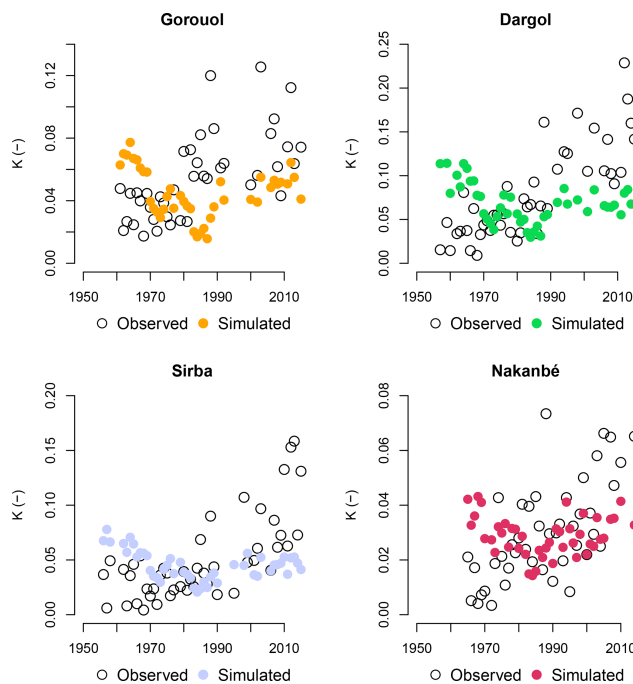 Gorouol
K (−)
0.00 0.04 0.08 0.12
1950 1970 1990 2010
Observed Simulated
Dargol
K (−)
0.00 0.05 0.10 0.15 0.20 0.25
1950 1970 1990 2010
Observed Simulated
Sirba
K (−)
0.00 0.05 0.10 0.15 0.20
1950 1970 1990 2010
Observed Simulated
Nakanbé
K (−)
0.00 0.02 0.04 0.06 0.08
1950 1970 1990 2010
Observed Simulated